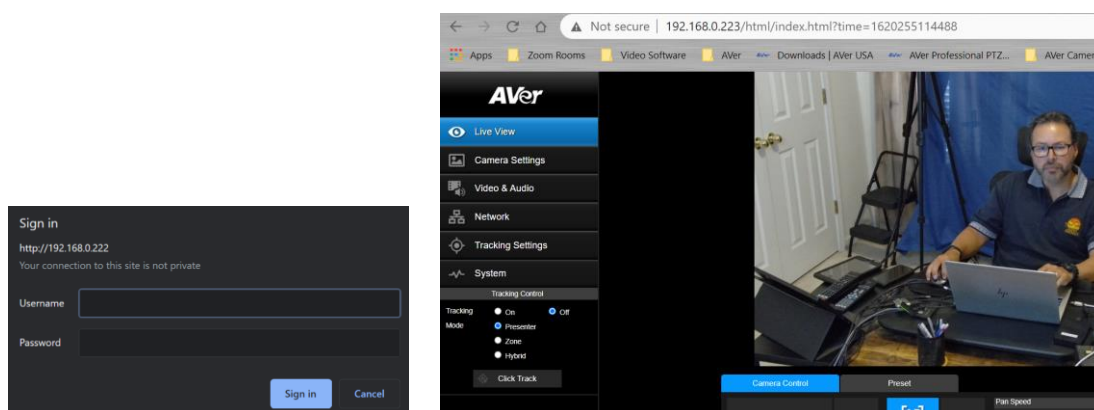 Sign in
http://192.168.0.222
Your connection to this site is not private
Username
Password
Sign in Cancel
Not secure | 192.168.0.223/html/index.html?time=1620255114488
Apps Zoom Rooms Video Software AVer Downloads | AVer USA AVer Professional PTZ... AVer Camer
AVer
Live View
Camera Settings
Video & Audio
Network
Tracking Settings
System
Tracking Control
Tracking On Off
Mode Presenter
Zone
Hybrid
Click Track
Camera Control Preset
Pan Speed
hp